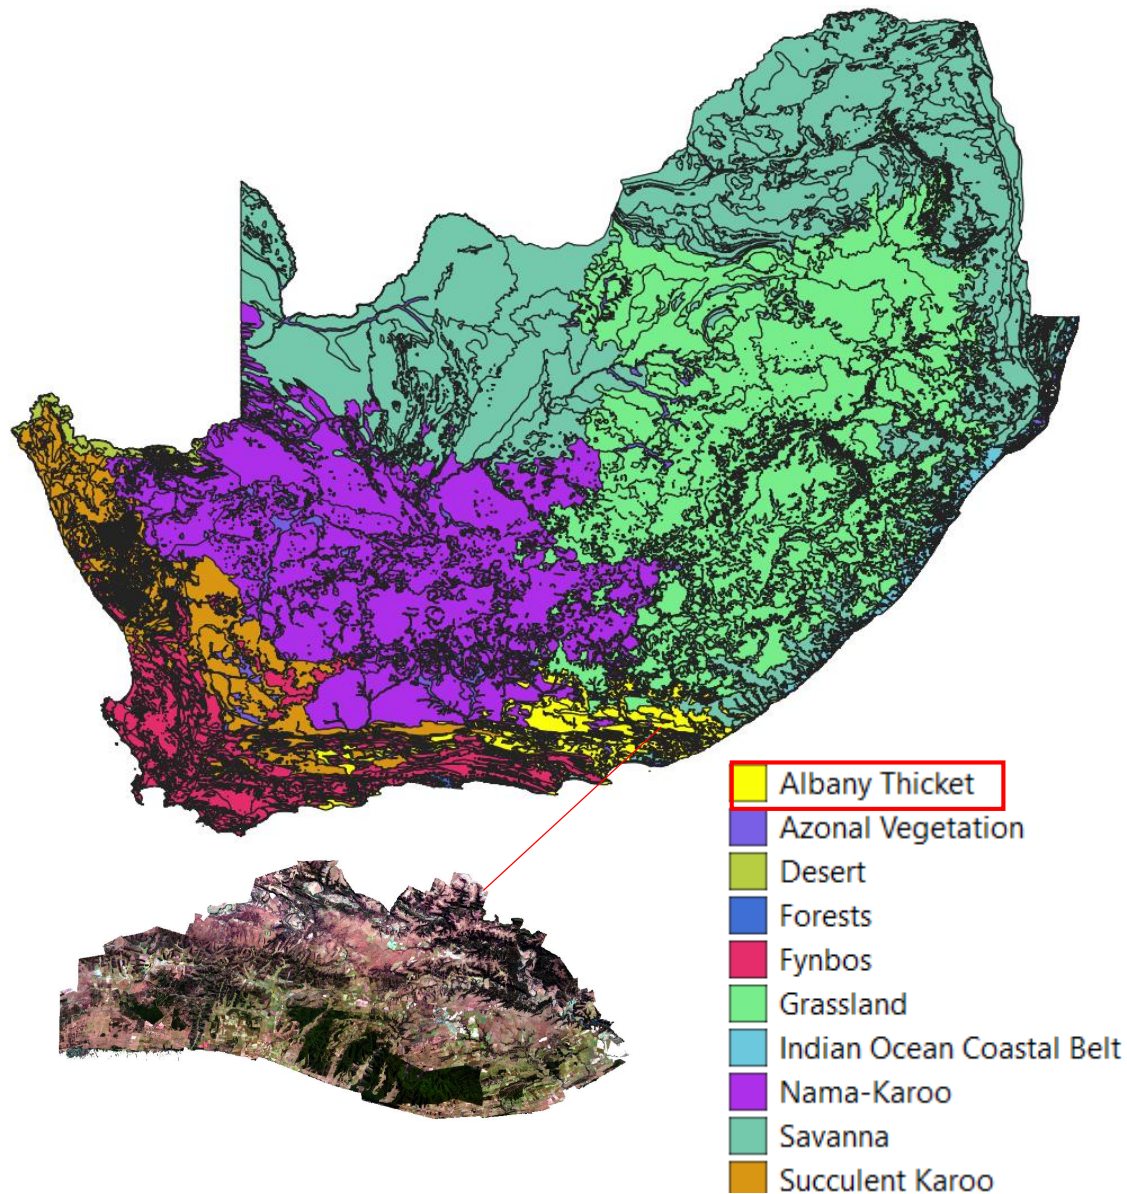 Albany Thicket
Azonal Vegetation
Desert
Forests
Fynbos
Grassland
Indian Ocean Coastal Belt
Nama-Karoo
Savanna
Succulent Karoo